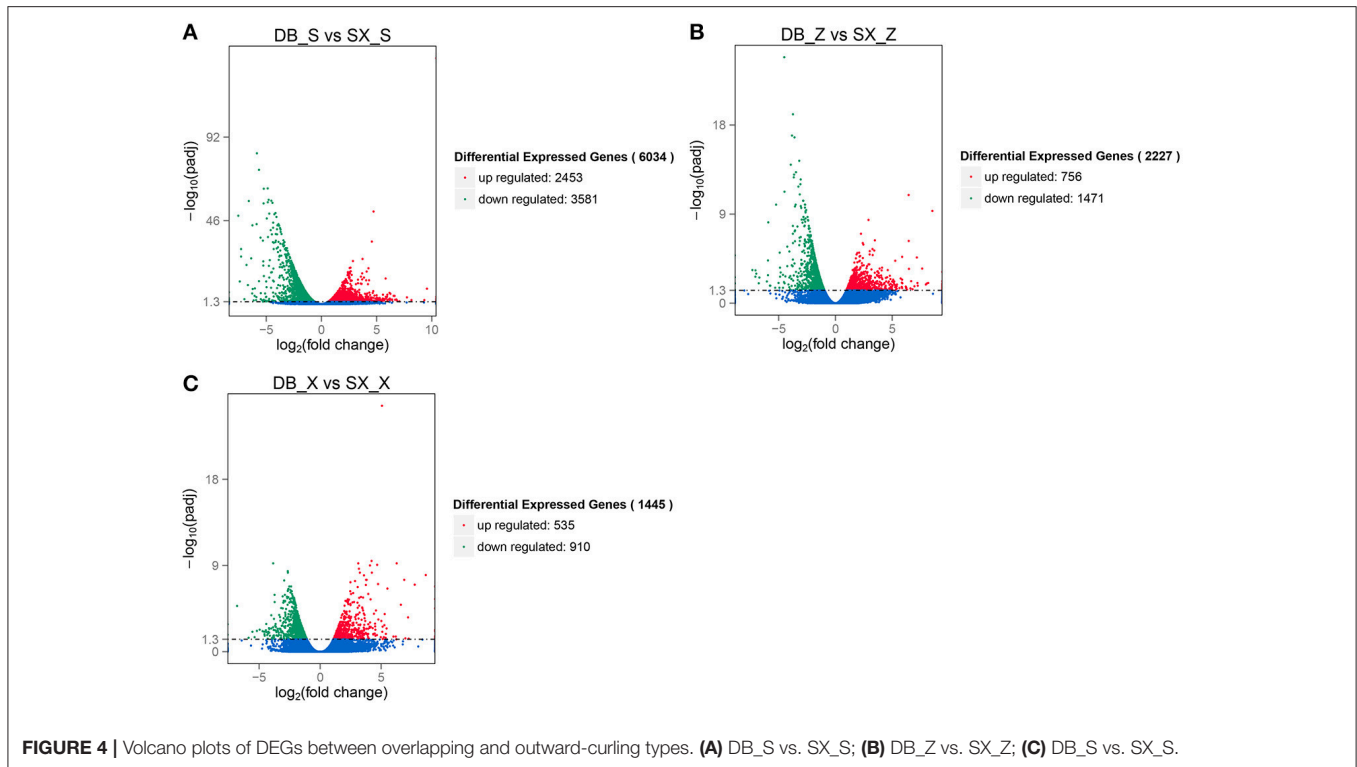 A
DB_S vs SX_S
92
46
1.3
−log10(padj)
−5 0 5 10
log2(fold change)
Differential Expressed Genes ( 6034 )
up regulated: 2453
down regulated: 3581
B
DB_Z vs SX_Z
18
9
1.3
0
−log10(padj)
−5 0 5
log2(fold change)
Differential Expressed Genes ( 2227 )
up regulated: 756
down regulated: 1471
C
DB_X vs SX_X
18
9
1.3
0
−log10(padj)
−5 0 5
log2(fold change)
Differential Expressed Genes ( 1445 )
up regulated: 535
down regulated: 910
FIGURE 4 | Volcano plots of DEGs between overlapping and outward-curling types. (A) DB_S vs. SX_S; (B) DB_Z vs. SX_Z; (C) DB_S vs. SX_S.